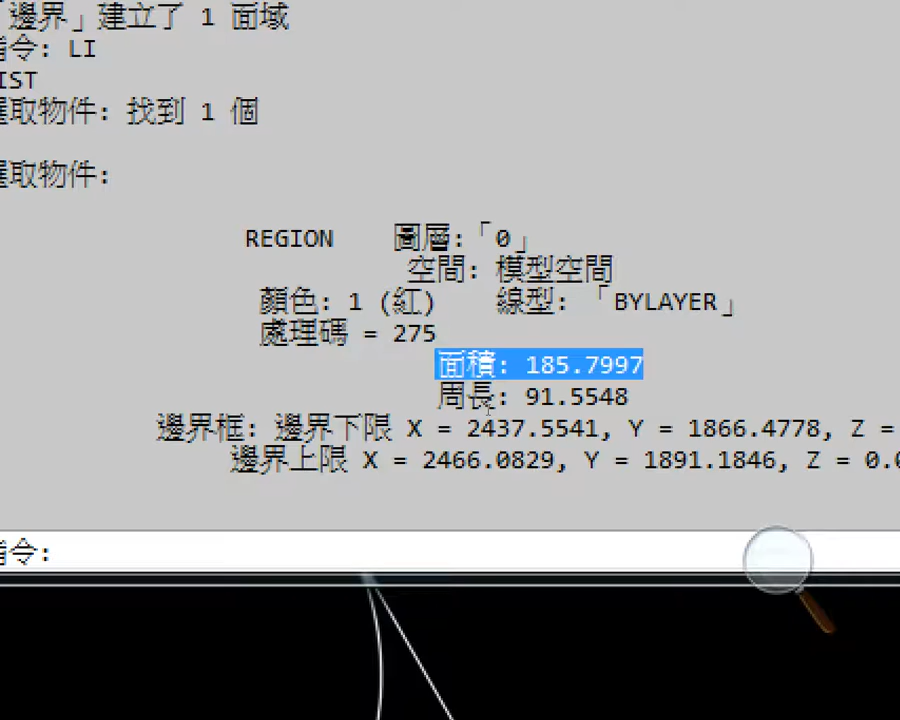 「邊界」建立了 1 面域
指令: LI
LIST
選取物件: 找到 1 個
選取物件:
REGION 圖層:「0」
空間: 模型空間
顏色: 1 (紅) 線型: 「BYLAYER」
處理碼 = 275
面積: 185.7997
周長: 91.5548
邊界框: 邊界下限 X = 2437.5541, Y = 1866.4778, Z =
邊界上限 X = 2466.0829, Y = 1891.1846, Z = 0.0
指令: